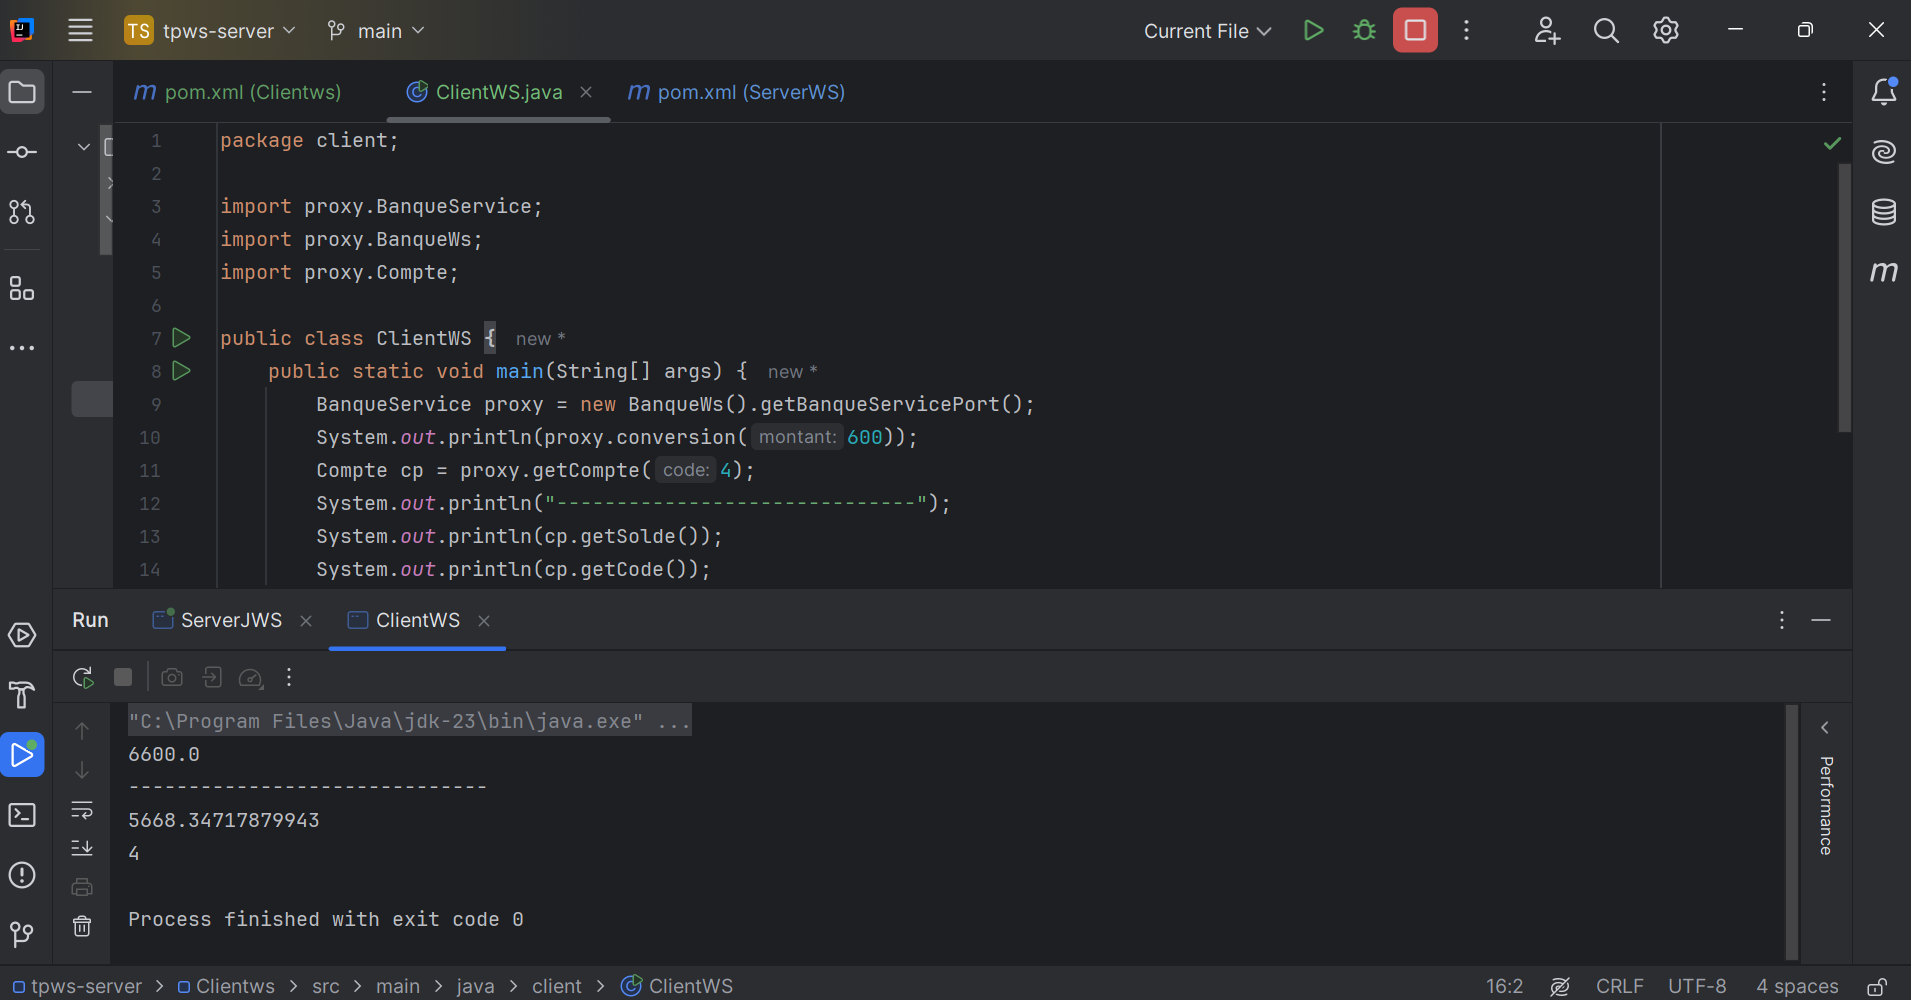 TS tpws-server main Current File
m pom.xml (Clientws) ClientWS.java m pom.xml (ServerWS)
1 package client;
2
3 import proxy.BanqueService;
4 import proxy.BanqueWs;
5 import proxy.Compte;
6
7 public class ClientWS { new *
8 public static void main(String[] args) { new *
9 BanqueService proxy = new BanqueWs().getBanqueServicePort();
10 System.out.println(proxy.conversion( montant: 600));
11 Compte cp = proxy.getCompte( code: 4);
12 System.out.println("------------------------------");
13 System.out.println(cp.getSolde());
14 System.out.println(cp.getCode());
m
Run ServerJWS ClientWS
"C:\Program Files\Java\jdk-23\bin\java.exe" ...
6600.0
------------------------------
5668.34717879943
4
Process finished with exit code 0
Performance
tpws-server > Clientws > src > main > java > client > ClientWS 16:2 CRLF UTF-8 4 spaces